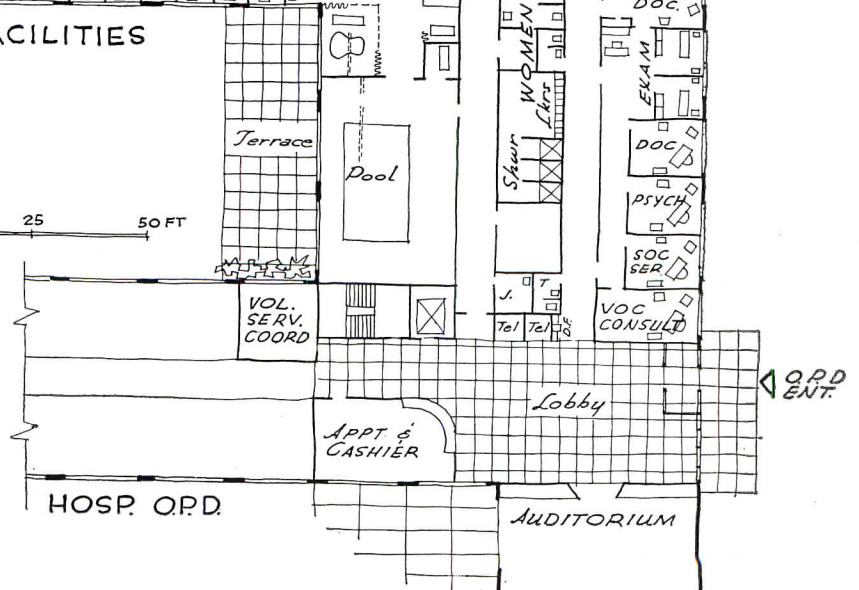 ACILITIES
DOC.
WOMEN
EXAM
Lkrs
Terrace
Shwr
DOC
Pool
PSYCH
25
50 FT
SOC
SER
VOL.
SERV.
COORD
J.
T
VOC
CONSULT
Tel
Tel
D.F.
O.P.D
ENT.
Lobby
APPT. &
CASHIER
HOSP. O.P.D.
AUDITORIUM